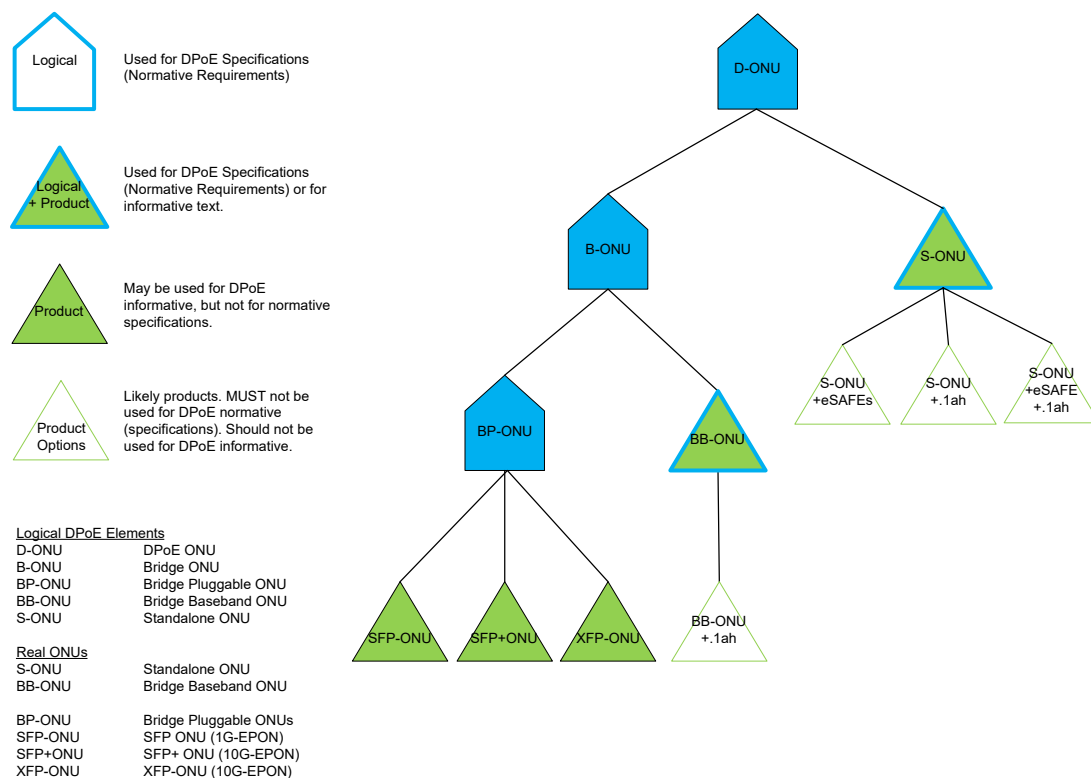 Logical
Used for DPoE Specifications
(Normative Requirements)
Logical
+ Product
Used for DPoE Specifications
(Normative Requirements) or for
informative text.
Product
May be used for DPoE
informative, but not for normative
specifications.
Product
Options
Likely products. MUST not be
used for DPoE normative
(specifications). Should not be
used for DPoE informative.
D-ONU
B-ONU
S-ONU
BP-ONU
BB-ONU
S-ONU
+eSAFEs
S-ONU
+.1ah
S-ONU
+eSAFE
+.1ah
SFP-ONU
SFP+ONU
XFP-ONU
BB-ONU
+.1ah
Logical DPoE Elements
D-ONU DPoE ONU
B-ONU Bridge ONU
BP-ONU Bridge Pluggable ONU
BB-ONU Bridge Baseband ONU
S-ONU Standalone ONU
Real ONUs
S-ONU Standalone ONU
BB-ONU Bridge Baseband ONU
BP-ONU Bridge Pluggable ONUs
SFP-ONU SFP ONU (1G-EPON)
SFP+ONU SFP+ ONU (10G-EPON)
XFP-ONU XFP-ONU (10G-EPON)